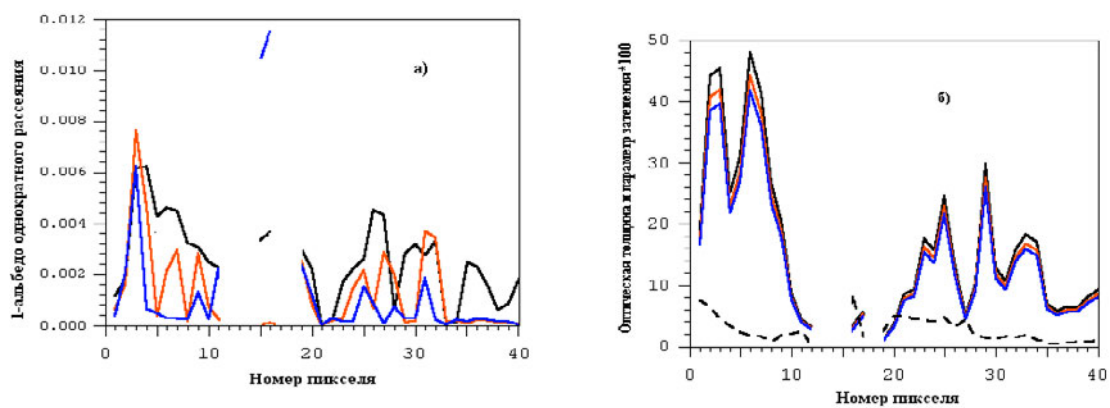 0.012
0.010
0.008
0.006
0.004
0.002
0.000
1-альбедо однократного рассеяния
а)
0 10 20 30 40
Номер пикселя
50
40
30
20
10
0
Оптическая толщина и параметр затенения*100
б)
0 10 20 30 40
Номер пикселя